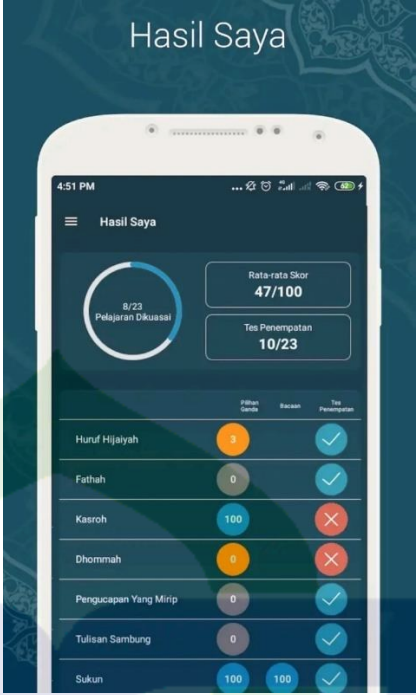 Hasil Saya
4:51 PM
62
Hasil Saya
8/23
Pelajaran Dikuasai
Rata-rata Skor
47/100
Tes Penempatan
10/23
Pilihan
Ganda
Bacaan
Tes
Penempatan
Huruf Hijaiyah 3
Fathah 0
Kasroh 100
Dhommah 0
Pengucapan Yang Mirip 0
Tulisan Sambung 0
Sukun 100 100